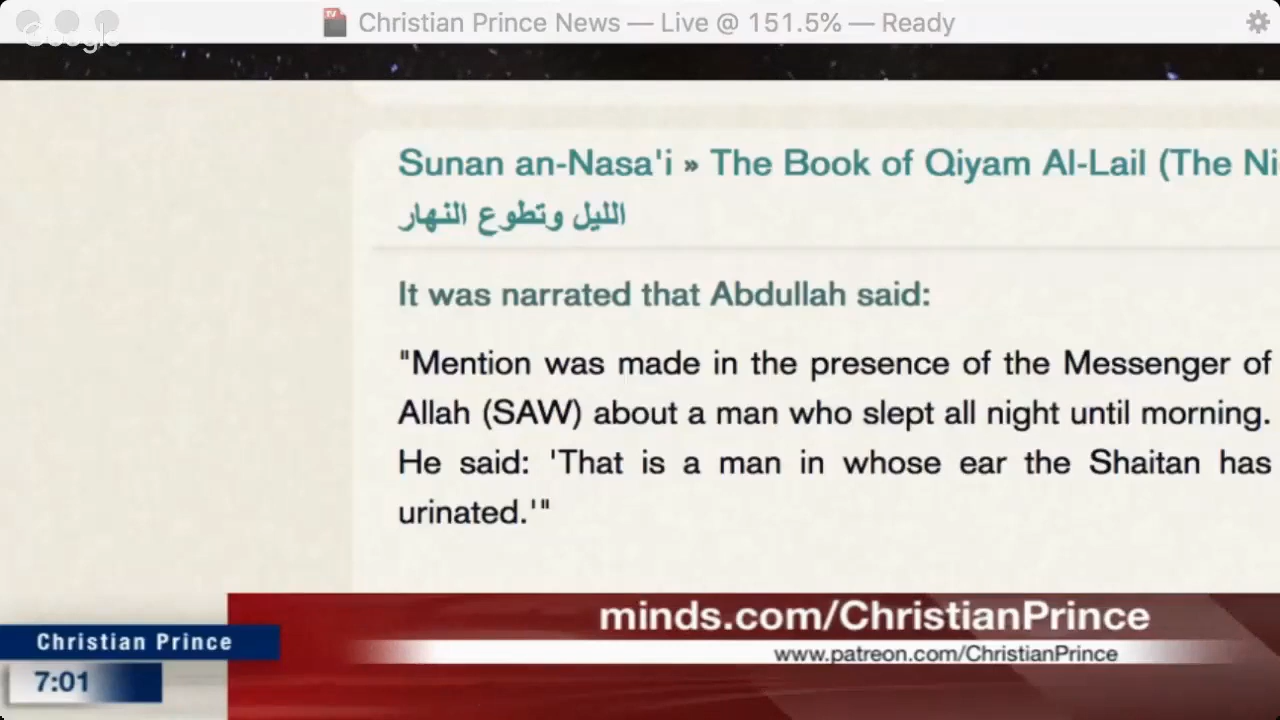 Christian Prince News — Live @ 151.5% — Ready
Google
Sunan an-Nasa'i » The Book of Qiyam Al-Lail (The Ni
الليل وتطوع النهار
It was narrated that Abdullah said:
"Mention was made in the presence of the Messenger of
Allah (SAW) about a man who slept all night until morning.
He said: 'That is a man in whose ear the Shaitan has
urinated.'"
minds.com/ChristianPrince
Christian Prince
www.patreon.com/ChristianPrince
7:01